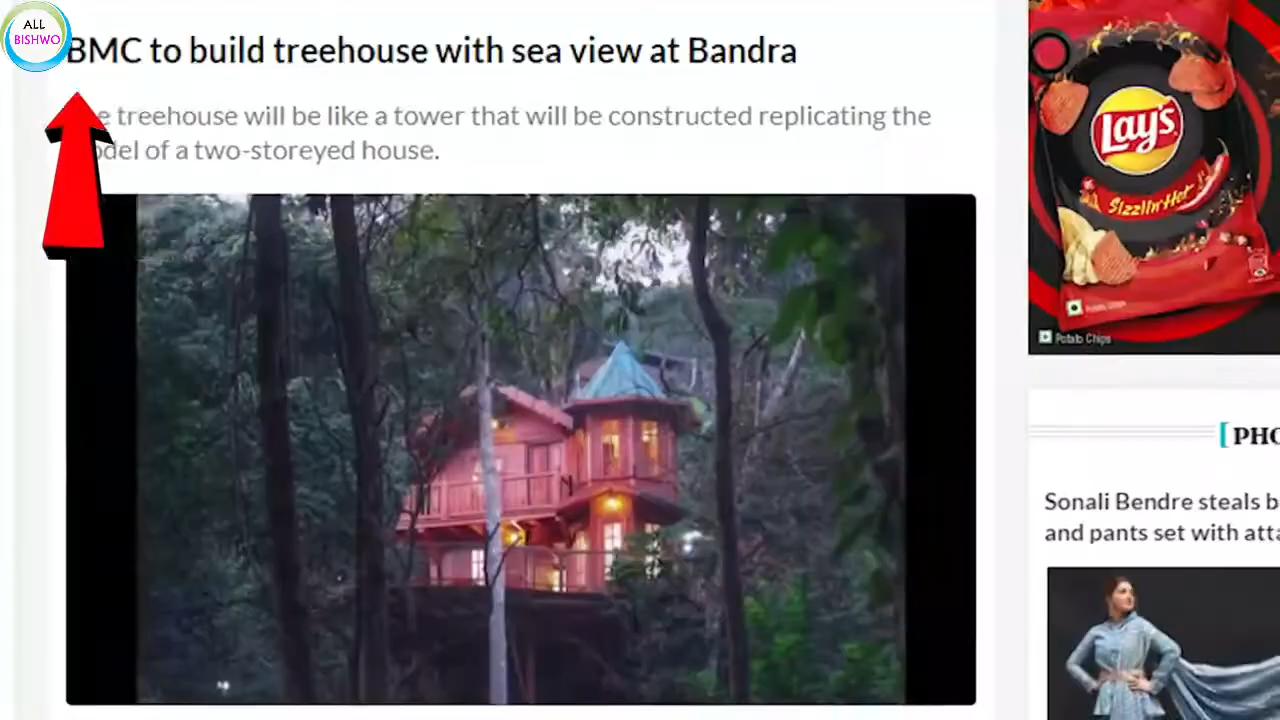 ALL
BISHWO
BMC to build treehouse with sea view at Bandra
e treehouse will be like a tower that will be constructed replicating the
odel of a two-storeyed house.
Lay's
Sizzlin' Hot
Potato Chips
Potato Chips
[PHO
Sonali Bendre steals b
and pants set with atta